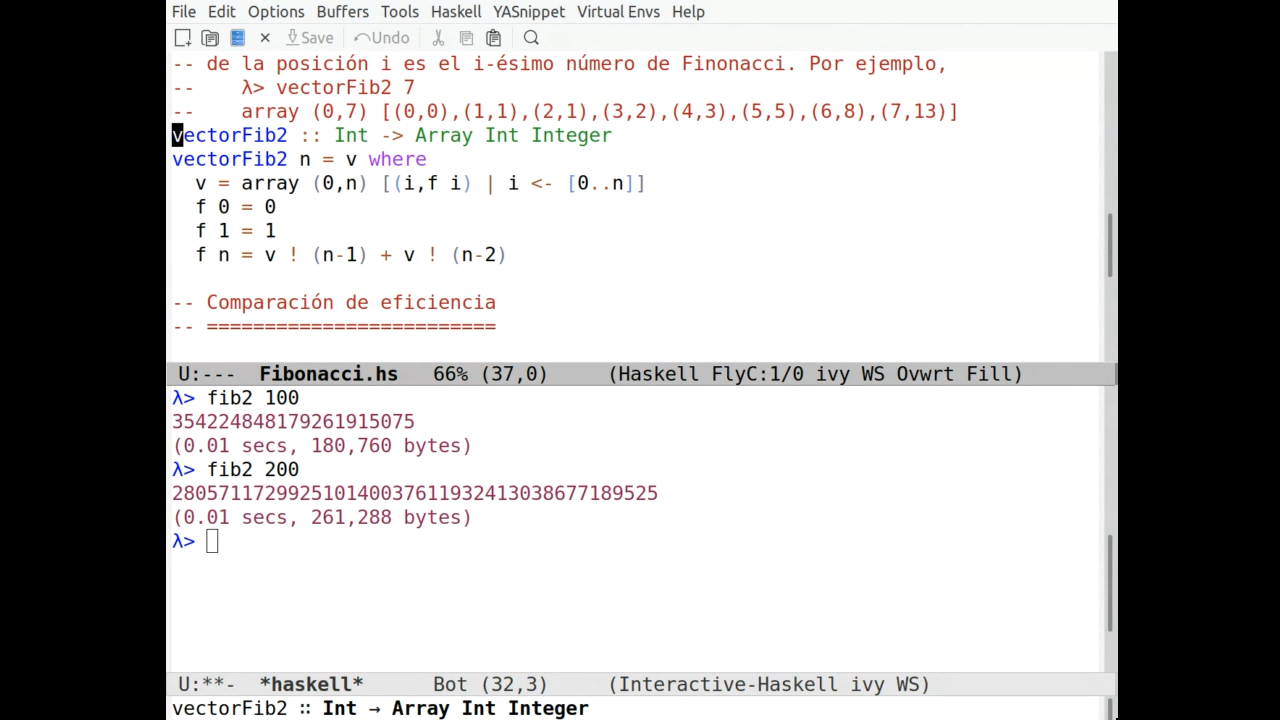 File Edit Options Buffers Tools Haskell YASnippet Virtual Envs Help
Save Undo
-- de la posición i es el i-ésimo número de Finonacci. Por ejemplo,
--    λ> vectorFib2 7
--    array (0,7) [(0,0),(1,1),(2,1),(3,2),(4,3),(5,5),(6,8),(7,13)]
vectorFib2 :: Int -> Array Int Integer
vectorFib2 n = v where
  v = array (0,n) [(i,f i) | i <- [0..n]]
  f 0 = 0
  f 1 = 1
  f n = v ! (n-1) + v ! (n-2)
-- Comparación de eficiencia
-- =========================
U:---  Fibonacci.hs   66% (37,0)     (Haskell FlyC:1/0 ivy WS Ovwrt Fill)
λ> fib2 100
354224848179261915075
(0.01 secs, 180,760 bytes)
λ> fib2 200
280571172992510140037611932413038677189525
(0.01 secs, 261,288 bytes)
λ>
U:**-  *haskell*      Bot (32,3)     (Interactive-Haskell ivy WS)
vectorFib2 ∷ Int → Array Int Integer